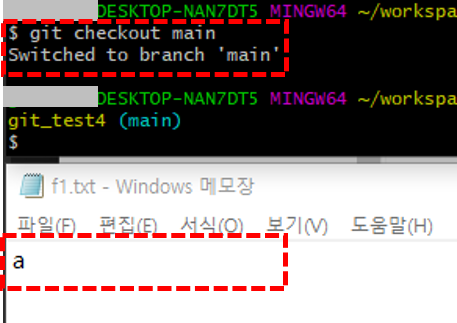 DESKTOP-NAN7DT5 MINGW64 ~/workspa
$ git checkout main
Switched to branch 'main'
DESKTOP-NAN7DT5 MINGW64 ~/workspa
git_test4 (main)
$
f1.txt - Windows 메모장
파일(F) 편집(E) 서식(O) 보기(V) 도움말(H)
a